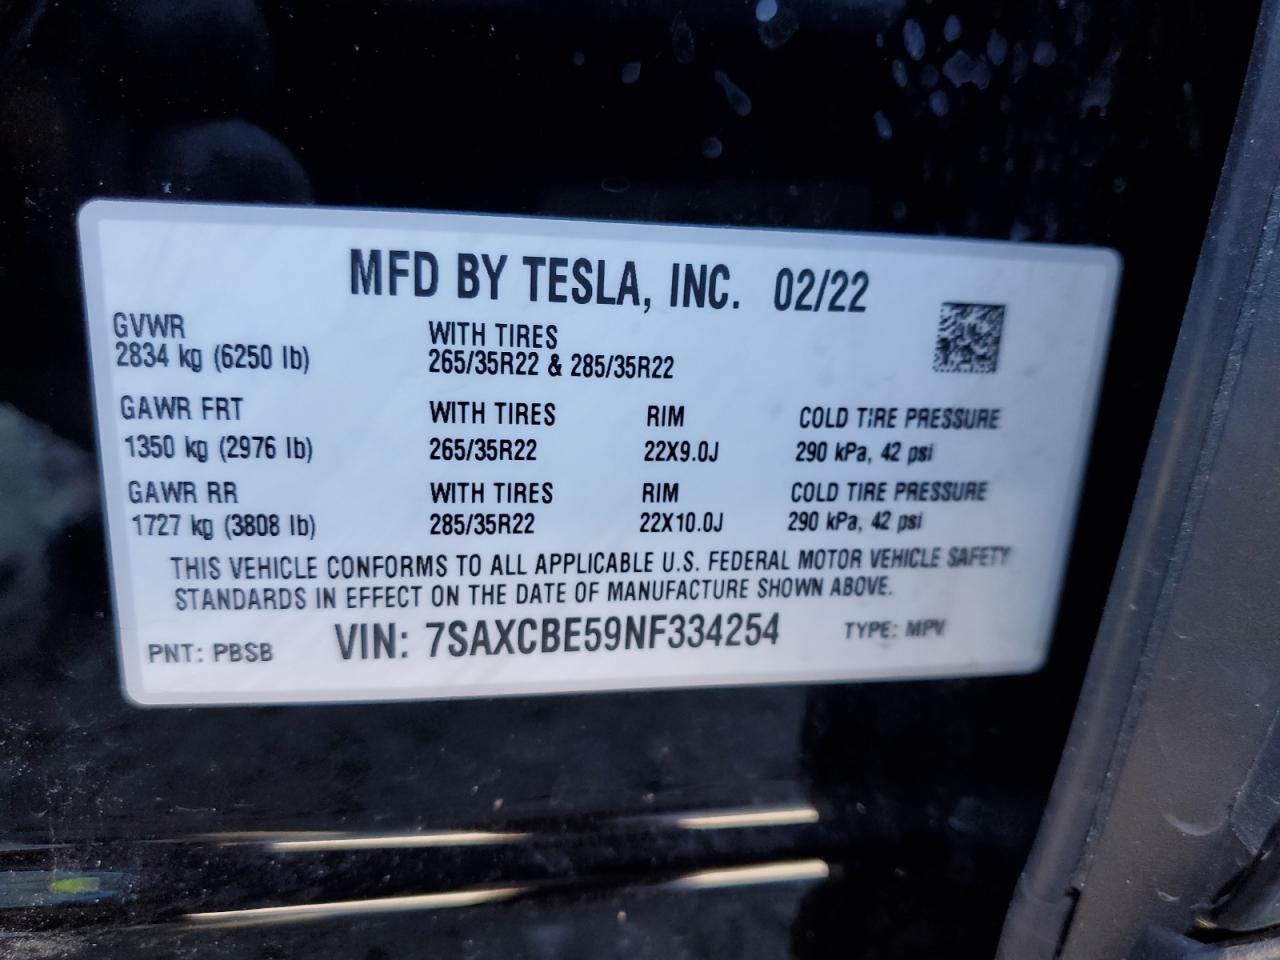 MFD BY TESLA, INC. 02/22
GVWR
2834 kg (6250 lb)
WITH TIRES
265/35R22 & 285/35R22
GAWR FRT WITH TIRES RIM COLD TIRE PRESSURE
1350 kg (2976 lb) 265/35R22 22X9.0J 290 kPa, 42 psi
GAWR RR WITH TIRES RIM COLD TIRE PRESSURE
1727 kg (3808 lb) 285/35R22 22X10.0J 290 kPa, 42 psi
THIS VEHICLE CONFORMS TO ALL APPLICABLE U.S. FEDERAL MOTOR VEHICLE SAFETY
STANDARDS IN EFFECT ON THE DATE OF MANUFACTURE SHOWN ABOVE.
PNT: PBSB VIN: 7SAXCBE59NF334254 TYPE: MPV